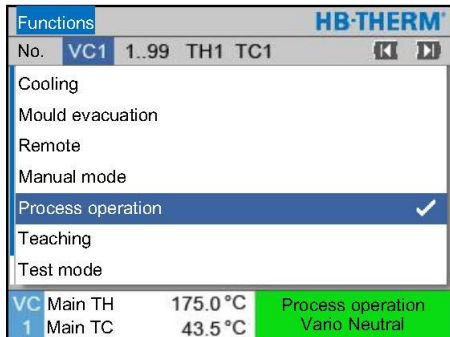 Functions HB-THERM®
No. VC1 1..99 TH1 TC1
Cooling
Mould evacuation
Remote
Manual mode
Process operation
Teaching
Test mode
VC Main TH 175.0 °C Process operation
1 Main TC 43.5 °C Vario Neutral